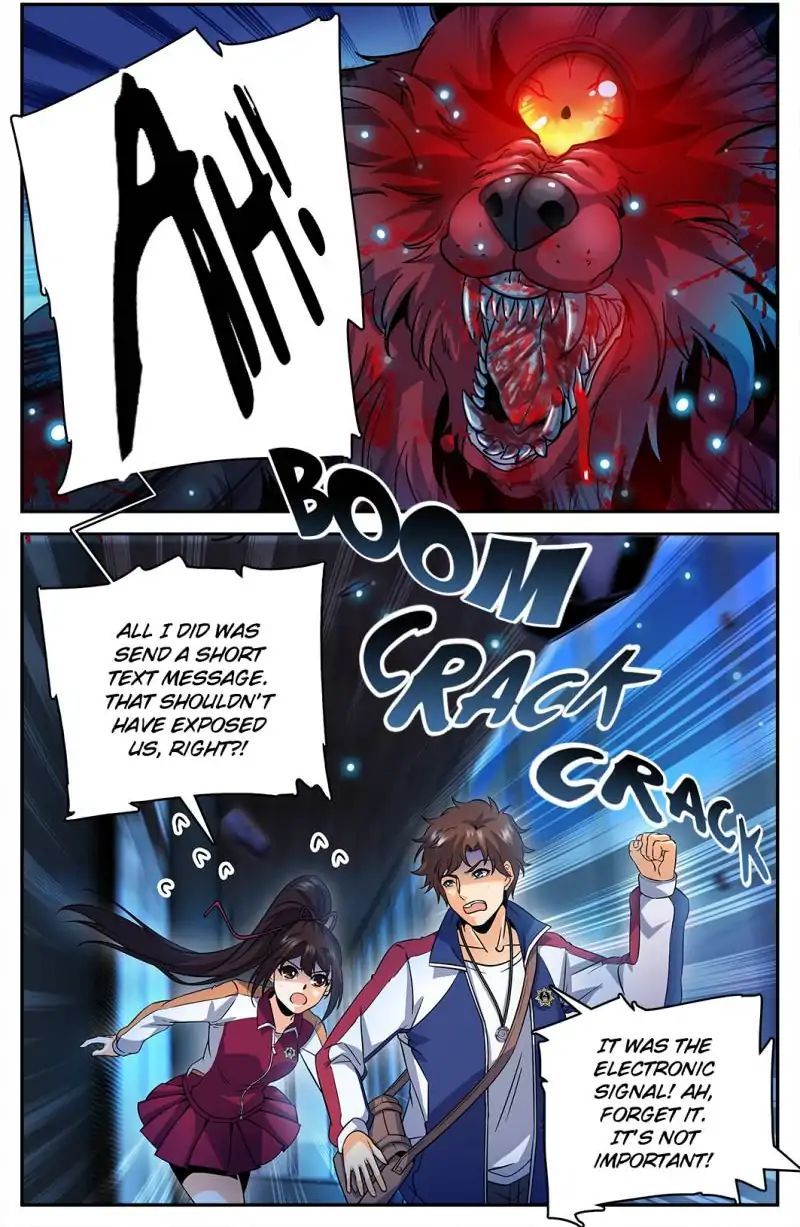 AH!
BOOM
CRACK
CRACK
ALL I DID WAS
SEND A SHORT
TEXT MESSAGE.
THAT SHOULDN'T
HAVE EXPOSED
US, RIGHT?!
IT WAS THE
ELECTRONIC
SIGNAL! AH,
FORGET IT.
IT'S NOT
IMPORTANT!